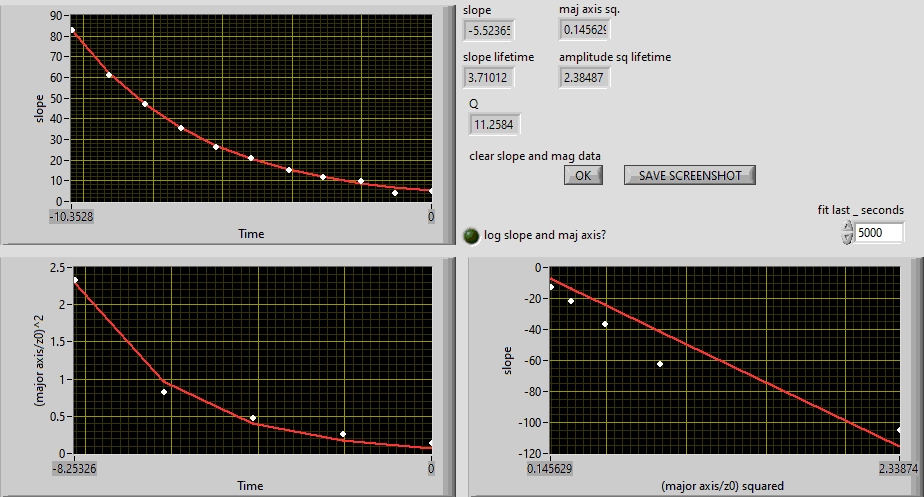 slope
-5.5236
maj axis sq.
0.145629
slope lifetime
3.71012
amplitude sq lifetime
2.38487
Q
11.2584
clear slope and mag data
OK
SAVE SCREENSHOT
log slope and maj axis?
fit last _ seconds
5000
90
80
70
60
50
40
30
20
10
0
slope
-10.3528
0
Time
2.5
2
1.5
1
0.5
0
(major axis/z0)^2
-8.25326
0
Time
0
-20
-40
-60
-80
-100
-120
slope
0.145629
2.33874
(major axis/z0) squared